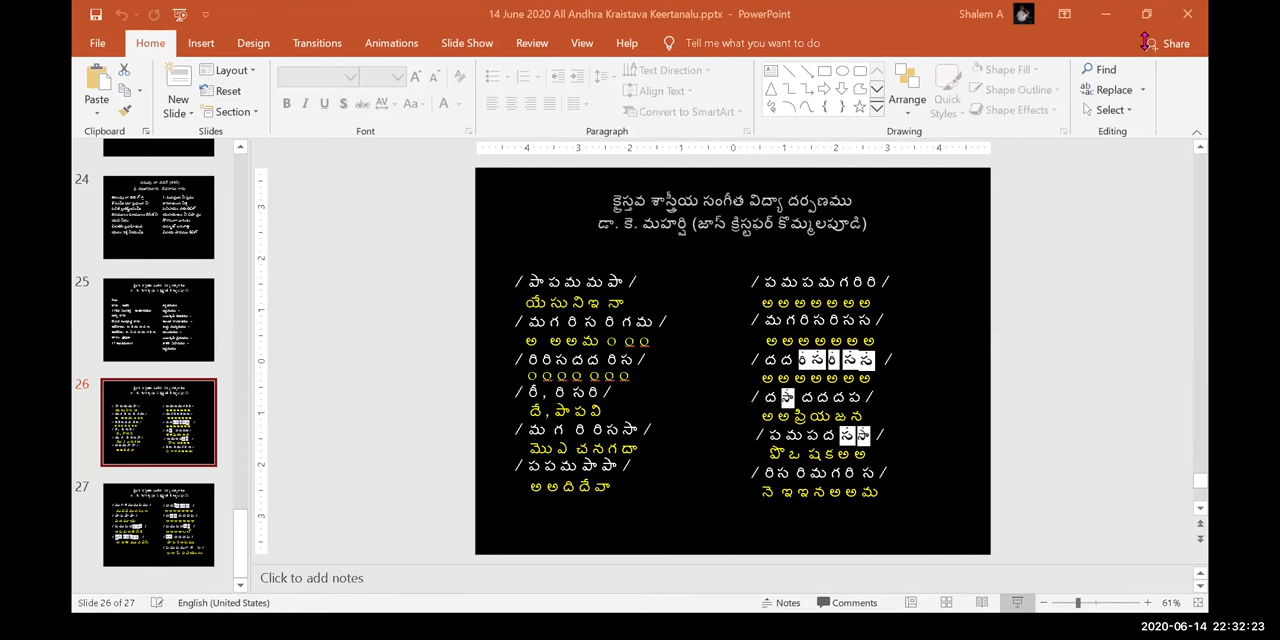 14 June 2020 All Andhra Kraistava Keertanalu.pptx - PowerPoint
Shalem A
File Home Insert Design Transitions Animations Slide Show Review View Help Tell me what you want to do Share
Paste
Clipboard
New Slide
Layout
Reset
Section
Slides
Font
Text Direction
Align Text
Convert to SmartArt
Paragraph
Arrange
Quick Styles
Shape Fill
Shape Outline
Shape Effects
Drawing
Find
Replace
Select
Editing
24
25
26
27
క్రైస్తవ శాస్త్రీయ సంగీత విద్యా దర్పణము
డా. కె. మహర్షి (జాస్ క్రిస్టఫర్ కొమ్మలపూడి)
/ పా ప మ మ పా /
యే సు ని ఇ నా
/ మ గ రి స రి గ మ /
అ అ అ మ ం ం ం
/ రి రి స ద ద రి స /
ం ం ం ం ం ం ం
/ రీ , రి స రి /
దే , పా ప వి
/ మ గ రి రి స సా /
మొ ఎ చ న గ దా
/ ప ప మ పా పా /
అ అ ది దే వా
/ ప మ ప మ గ రి రి /
అ అ అ అ అ అ అ
/ మ గ రి స రి స స /
అ అ అ అ అ అ అ
/ ద ద రి స రి స స /
అ అ అ అ అ అ అ
/ ద పా ద ద ద ప /
అ అ ప్రి య జ న
/ ప మ ప ద స సా /
పొ ఒ ష క అ అ
/ రి స రి మ గ రి స /
నె ఇ ఇ న అ అ మ
Click to add notes
Slide 26 of 27 English (United States) Notes Comments 61%
2020-06-14 22:32:23